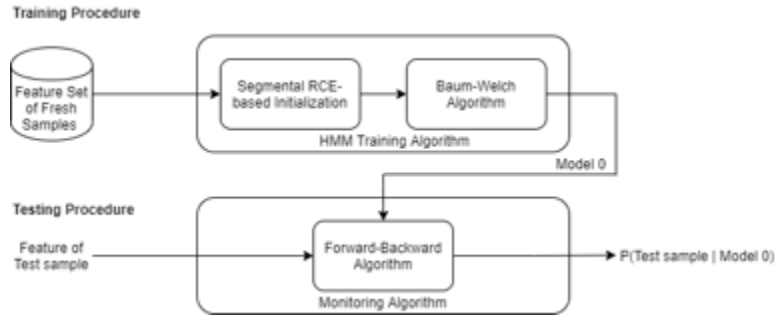 Training Procedure
Feature Set
of Fresh
Samples
Segmental RCE-
based Initialization
Baum-Welch
Algorithm
HMM Training Algorithm
Model 0
Testing Procedure
Feature of
Test sample
Forward-Backward
Algorithm
P(Test sample | Model 0)
Monitoring Algorithm